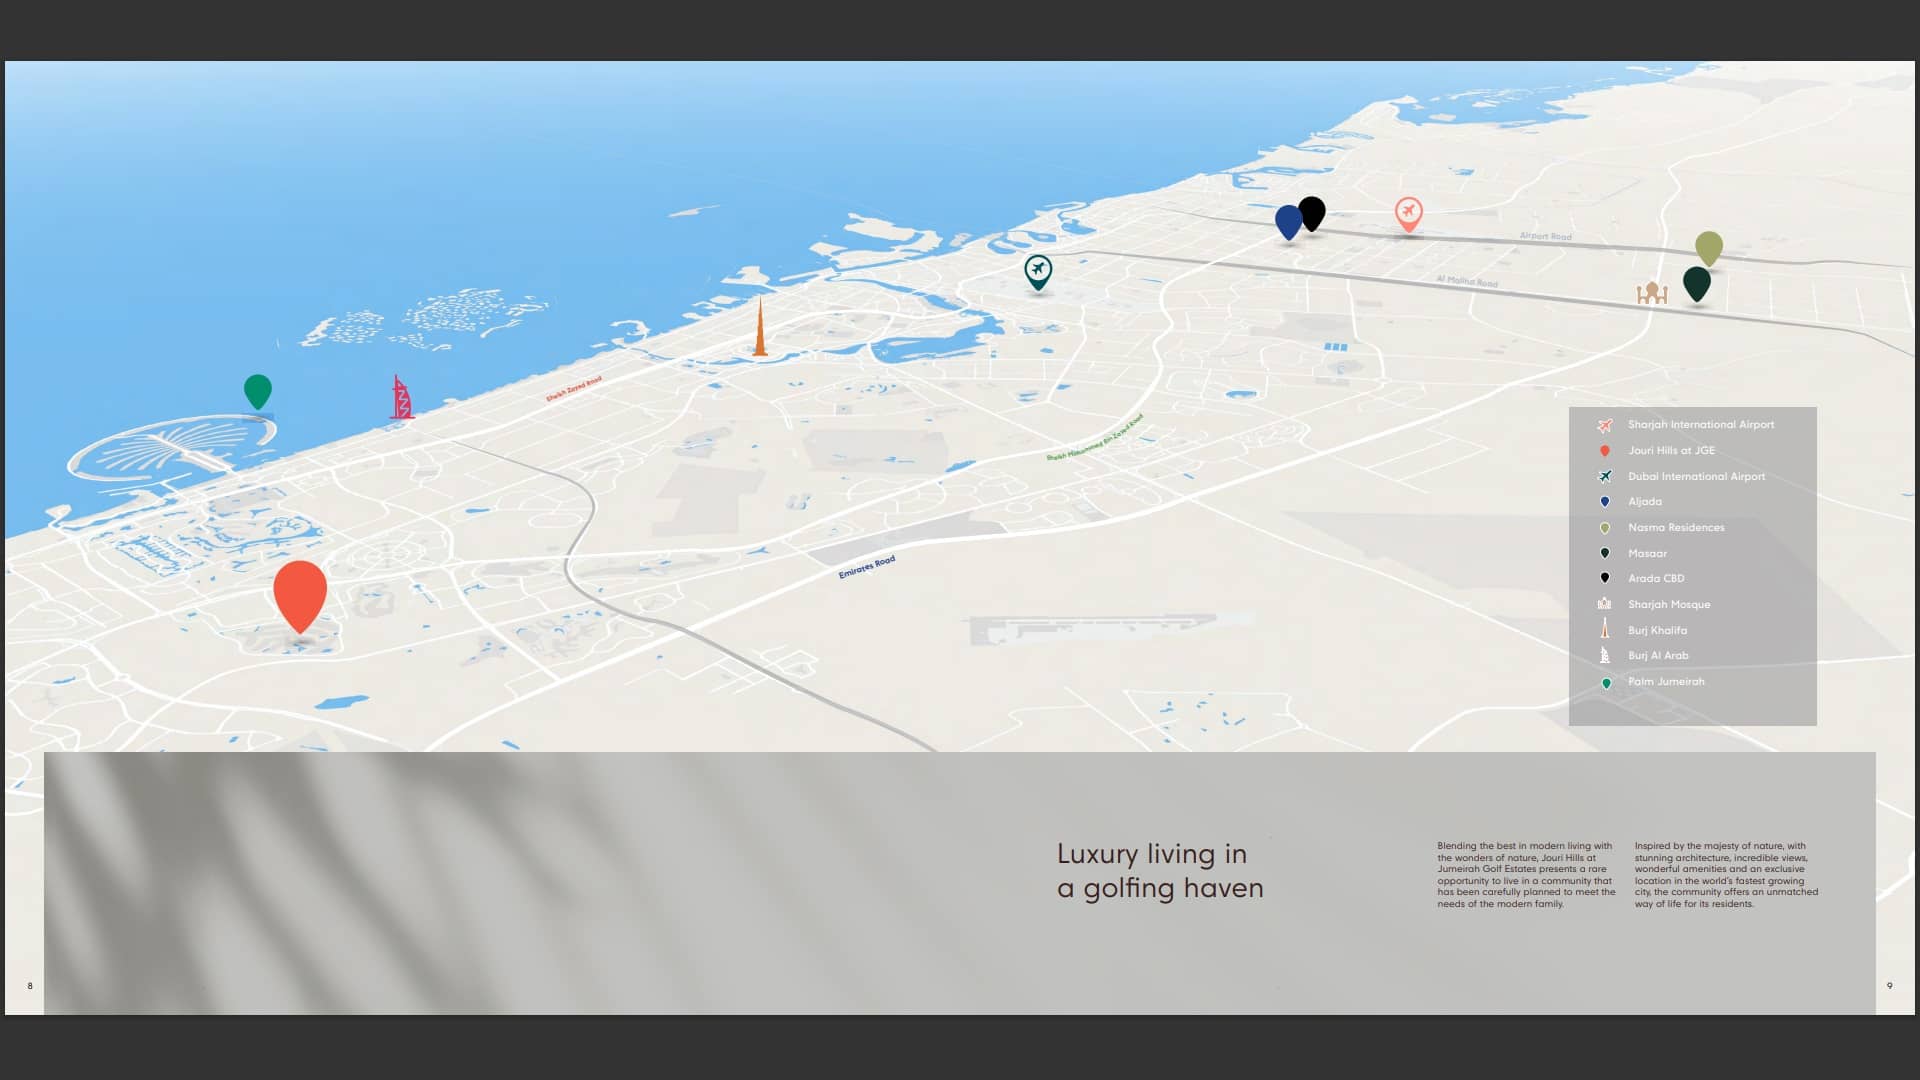 Airport Road
Al Maliha Road
Sheikh Zayed Road
Sheikh Mohammed Bin Zayed Road
Emirates Road
Sharjah International Airport
Jouri Hills at JGE
Dubai International Airport
Aljada
Nasma Residences
Masaar
Arada CBD
Sharjah Mosque
Burj Khalifa
Burj Al Arab
Palm Jumeirah
Luxury living in
a golfing haven
Blending the best in modern living with
the wonders of nature, Jouri Hills at
Jumeirah Golf Estates presents a rare
opportunity to live in a community that
has been carefully planned to meet the
needs of the modern family.
Inspired by the majesty of nature, with
stunning architecture, incredible views,
wonderful amenities and an exclusive
location in the world's fastest growing
city, the community offers an unmatched
way of life for its residents.
8
9